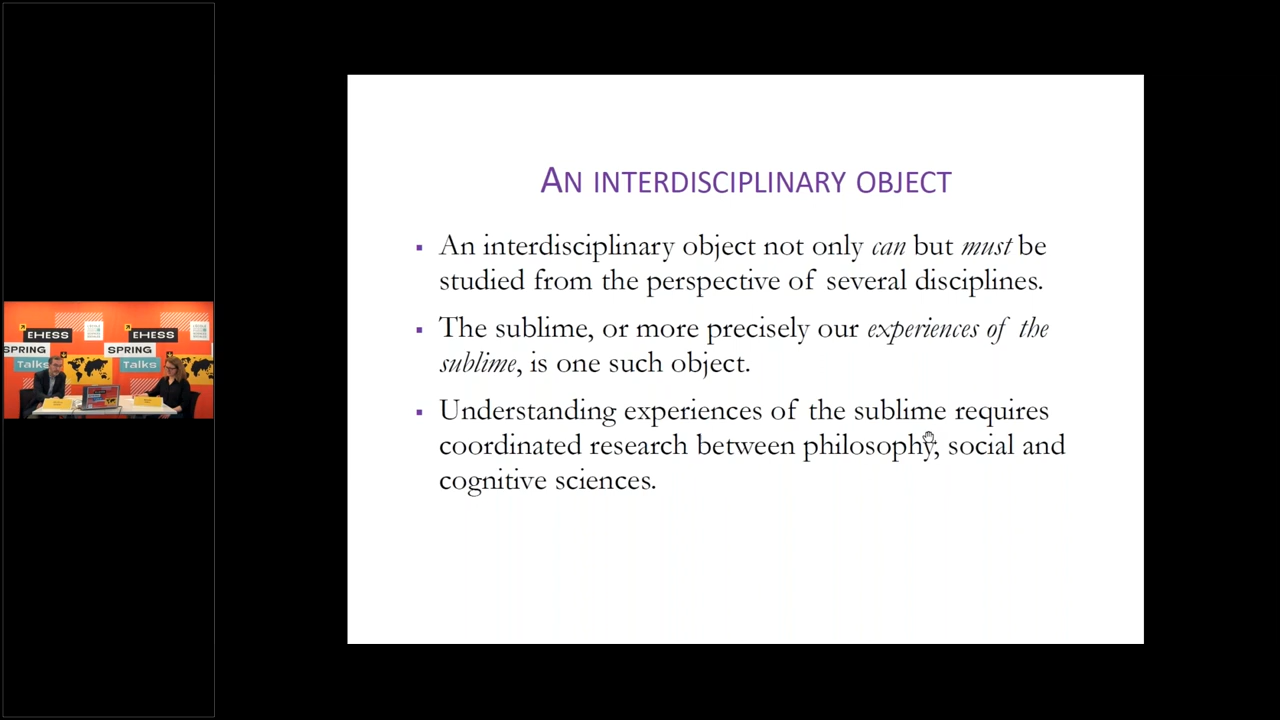 AN INTERDISCIPLINARY OBJECT
▪ An interdisciplinary object not only can but must be
studied from the perspective of several disciplines.
▪ The sublime, or more precisely our experiences of the
sublime, is one such object.
▪ Understanding experiences of the sublime requires
coordinated research between philosophy, social and
cognitive sciences.
EHESS
SPRING
Talks
EHESS
SPRING
Talks